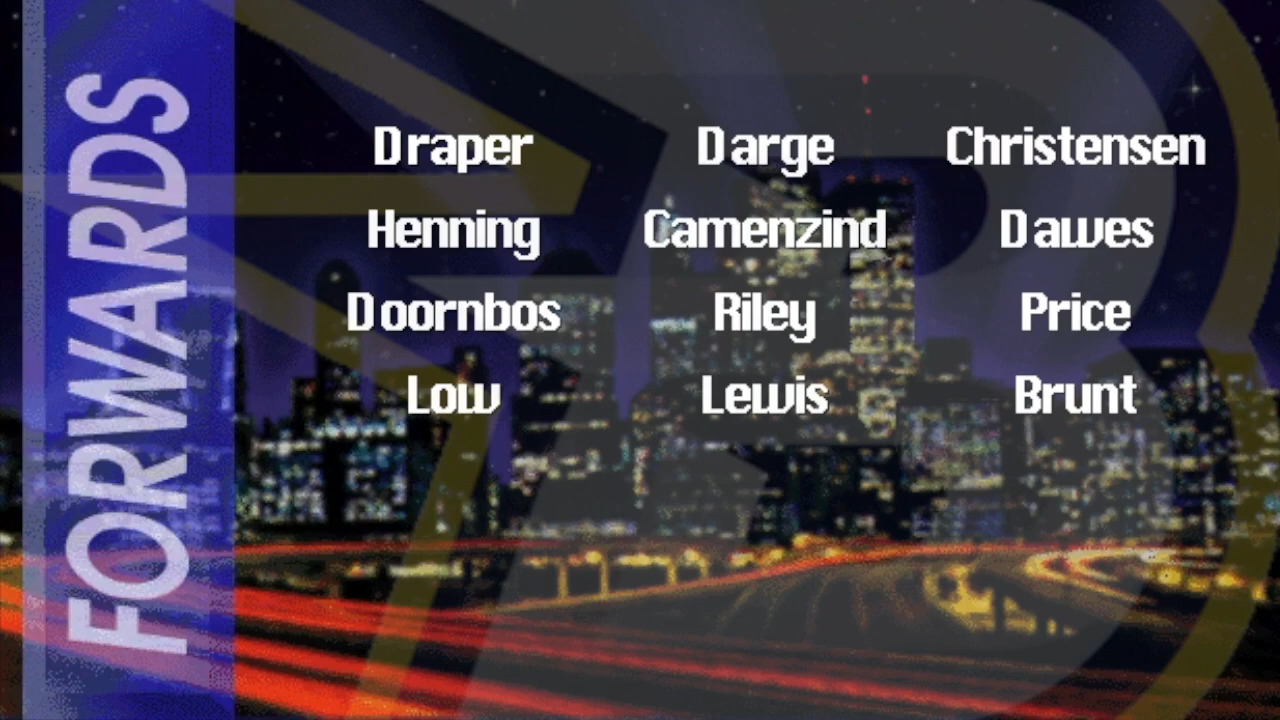 FORWARDS
Draper Darge Christensen
Henning Camenzind Dawes
Doornbos Riley Price
Low Lewis Brunt